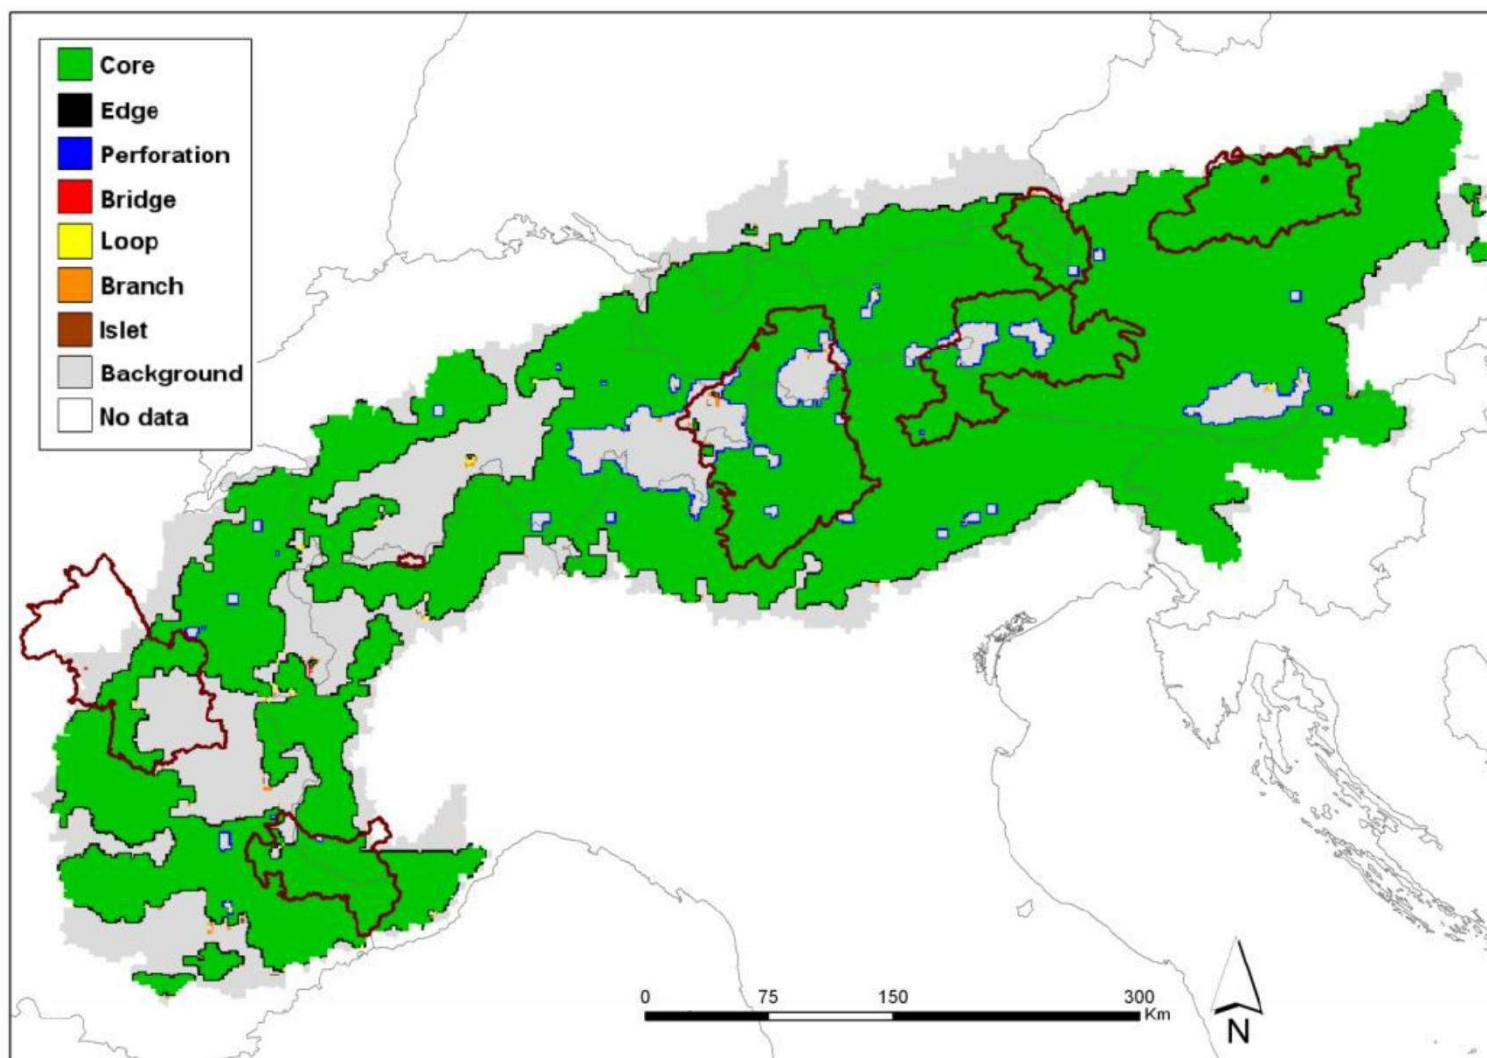 Core
Edge
Perforation
Bridge
Loop
Branch
Islet
Background
No data
0 75 150 300
Km
N